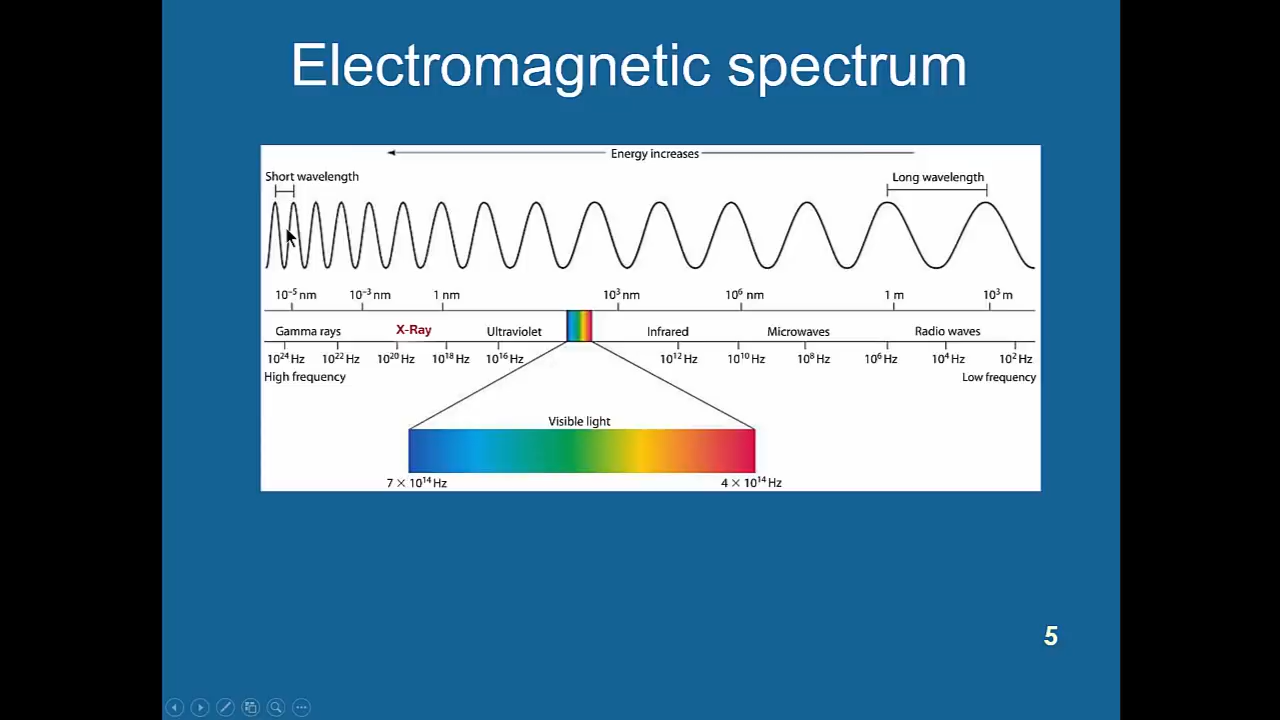 Electromagnetic spectrum
Energy increases
Short wavelength
Long wavelength
10⁻⁵ nm 10⁻³ nm 1 nm 10³ nm 10⁶ nm 1 m 10³ m
Gamma rays X-Ray Ultraviolet Infrared Microwaves Radio waves
10²⁴ Hz 10²² Hz 10²⁰ Hz 10¹⁸ Hz 10¹⁶ Hz 10¹² Hz 10¹⁰ Hz 10⁸ Hz 10⁶ Hz 10⁴ Hz 10² Hz
High frequency Low frequency
Visible light
7 × 10¹⁴ Hz 4 × 10¹⁴ Hz
5